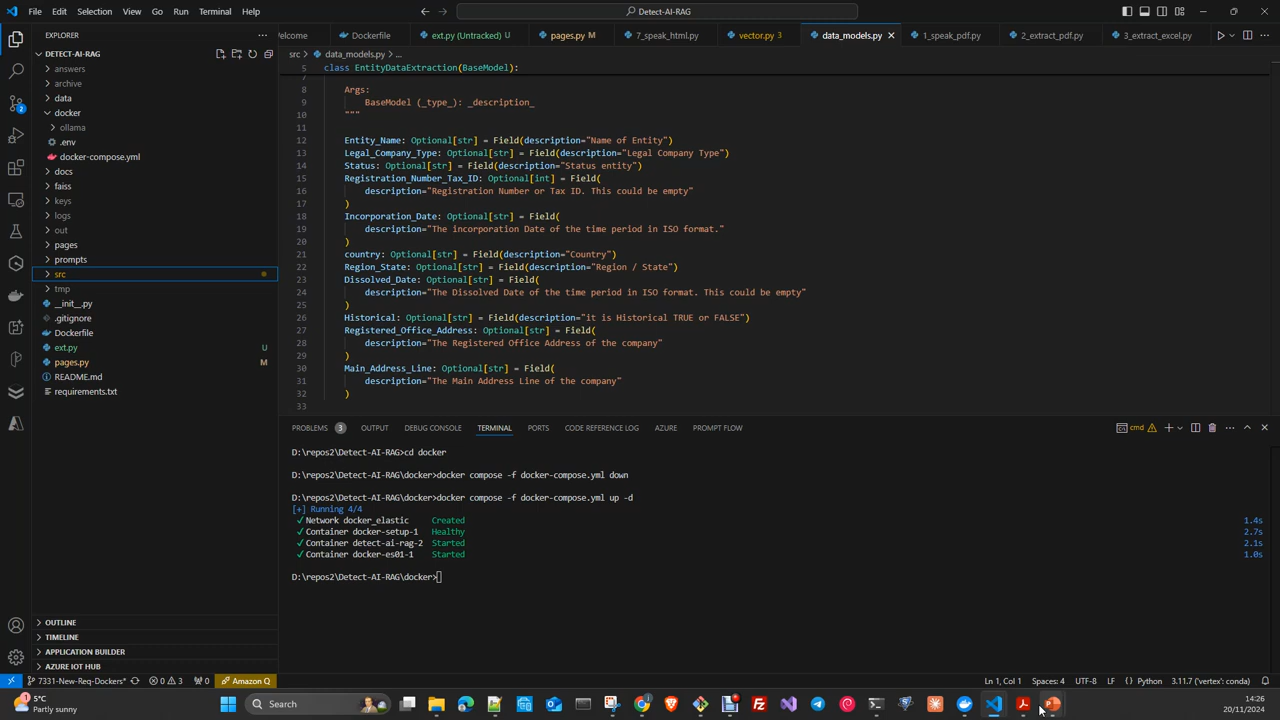 File Edit Selection View Go Run Terminal Help
Detect-AI-RAG
EXPLORER
Welcome Dockerfile ext.py (Untracked) pages.py M 7_speak_html.py vector.py 3 data_models.py 1_speak_pdf.py 2_extract_pdf.py 3_extract_excel.py
DETECT-AI-RAG
answers
archive
data
docker
ollama
.env
docker-compose.yml
docs
faiss
keys
logs
out
pages
prompts
src
tmp
__init__.py
.gitignore
Dockerfile
ext.py U
pages.py M
README.md
requirements.txt
OUTLINE
TIMELINE
APPLICATION BUILDER
AZURE IOT HUB
src > data_models.py > ...
5 class EntityDataExtraction(BaseModel):
7
8 Args:
9 BaseModel (_type_): _description_
10 """
11
12 Entity_Name: Optional[str] = Field(description="Name of Entity")
13 Legal_Company_Type: Optional[str] = Field(description="Legal Company Type")
14 Status: Optional[str] = Field(description="Status entity")
15 Registration_Number_Tax_ID: Optional[int] = Field(
16 description="Registration Number or Tax ID. This could be empty"
17 )
18 Incorporation_Date: Optional[str] = Field(
19 description="The incorporation Date of the time period in ISO format."
20 )
21 country: Optional[str] = Field(description="Country")
22 Region_State: Optional[str] = Field(description="Region / State")
23 Dissolved_Date: Optional[str] = Field(
24 description="The Dissolved Date of the time period in ISO format. This could be empty"
25 )
26 Historical: Optional[str] = Field(description="it is Historical TRUE or FALSE")
27 Registered_Office_Address: Optional[str] = Field(
28 description="The Registered Office Address of the company"
29 )
30 Main_Address_Line: Optional[str] = Field(
31 description="The Main Address Line of the company"
32 )
33
PROBLEMS 3 OUTPUT DEBUG CONSOLE TERMINAL PORTS CODE REFERENCE LOG AZURE PROMPT FLOW
cmd
D:\repos2\Detect-AI-RAG>cd docker
D:\repos2\Detect-AI-RAG\docker>docker compose -f docker-compose.yml down
D:\repos2\Detect-AI-RAG\docker>docker compose -f docker-compose.yml up -d
[+] Running 4/4
✓ Network docker_elastic Created 1.4s
✓ Container docker-setup-1 Healthy 2.7s
✓ Container detect-ai-rag-2 Started 2.1s
✓ Container docker-es01-1 Started 1.0s
D:\repos2\Detect-AI-RAG\docker>
7331-New-Req-Dockers* 0 3 0 Amazon Q
Ln 1, Col 1 Spaces: 4 UTF-8 LF Python 3.11.7 ('vertex': conda)
5°C
Partly sunny
Search
14:26
20/11/2024